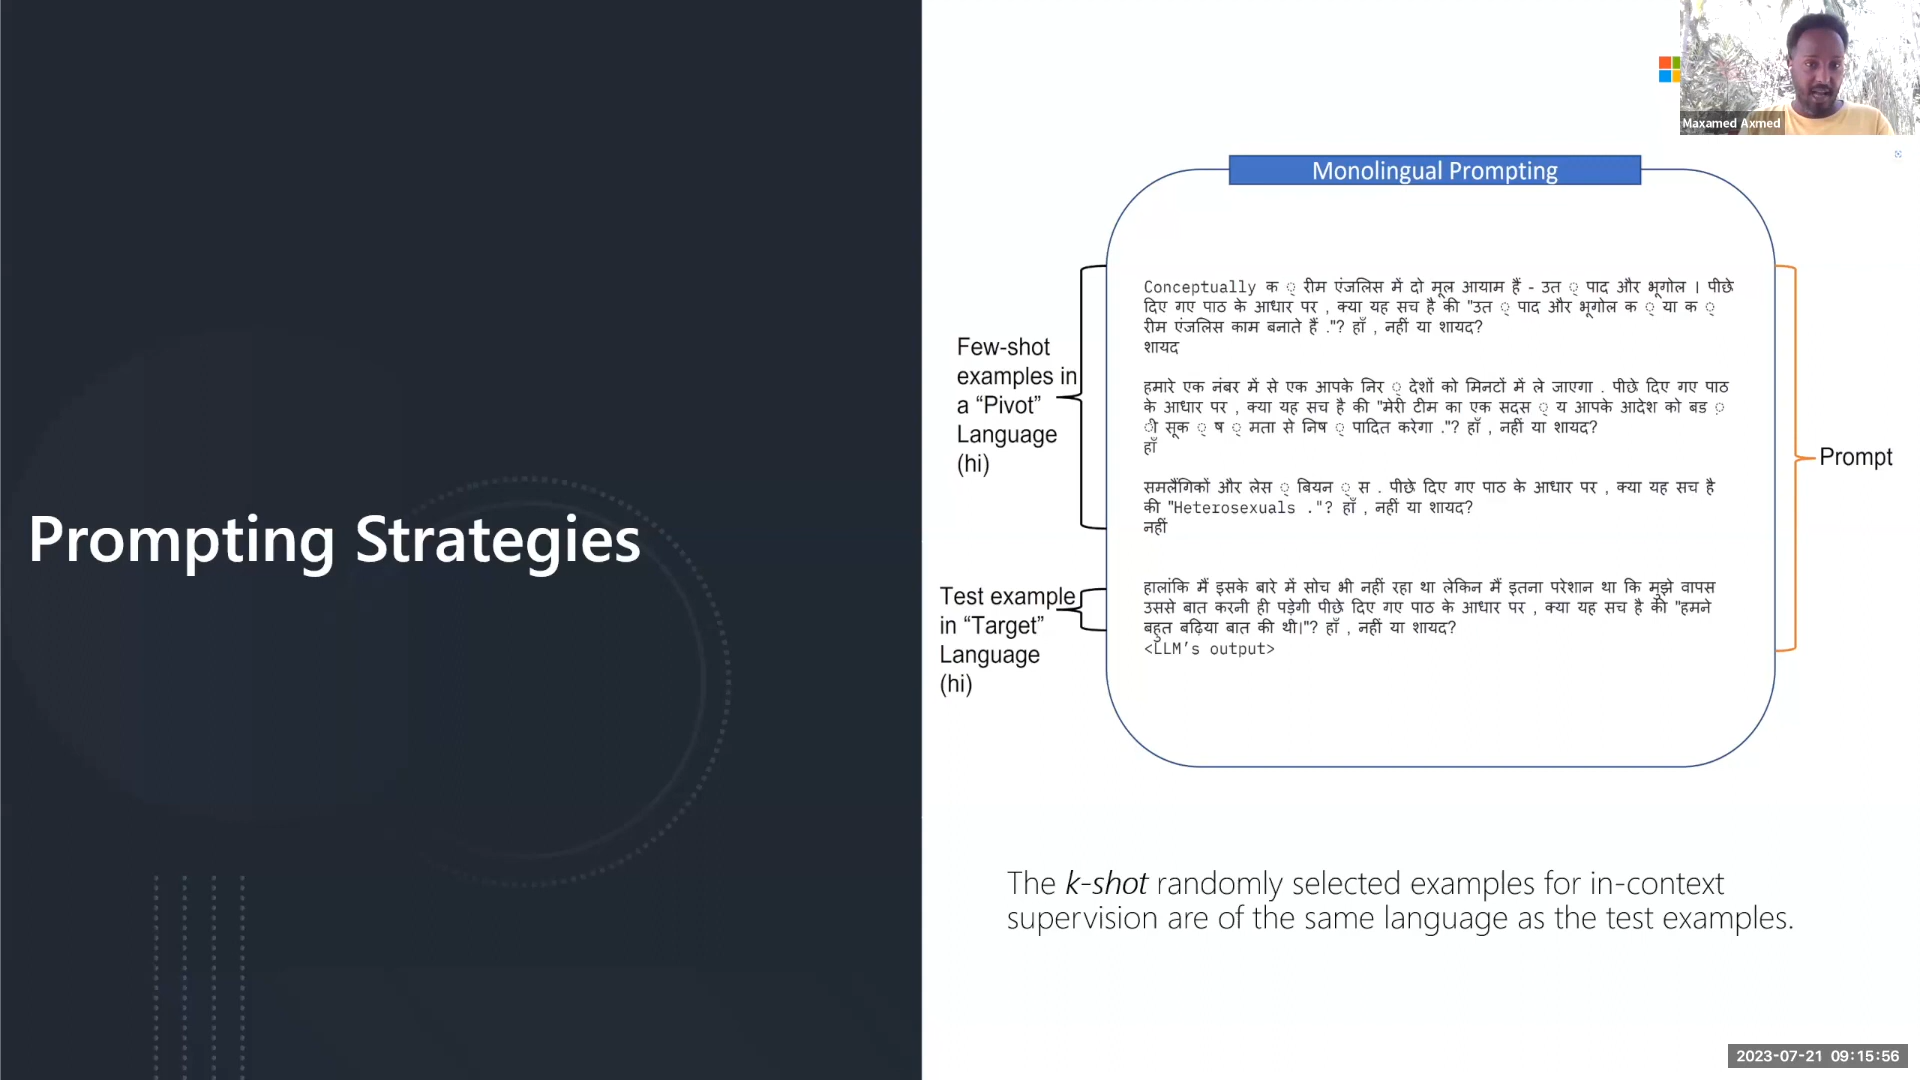 Maxamed Axmed
Prompting Strategies
Monolingual Prompting
Few-shot
examples in
a “Pivot”
Language
(hi)
Conceptually क ् रीम एंजलिस में दो मूल आयाम हैं - उत ् पाद और भूगोल । पीछे
दिए गए पाठ के आधार पर , क्या यह सच है की "उत ् पाद और भूगोल क ् या क ्
रीम एंजलिस काम बनाते हैं ."? हाँ , नहीं या शायद?
शायद
हमारे एक नंबर में से एक आपके निर ् देशों को मिनटों में ले जाएगा . पीछे दिए गए पाठ
के आधार पर , क्या यह सच है की "मेरी टीम का एक सदस ् य आपके आदेश को बड ़
ी सूक ् ष ् मता से निष ् पादित करेगा ."? हाँ , नहीं या शायद?
हाँ
समलैंगिकों और लेस ् बियन ् स . पीछे दिए गए पाठ के आधार पर , क्या यह सच है
की "Heterosexuals ."? हाँ , नहीं या शायद?
नहीं
Test example
in “Target”
Language
(hi)
हालांकि मैं इसके बारे में सोच भी नहीं रहा था लेकिन मैं इतना परेशान था कि मुझे वापस
उससे बात करनी ही पड़ेगी पीछे दिए गए पाठ के आधार पर , क्या यह सच है की "हमने
बहुत बढ़िया बात की थी।"? हाँ , नहीं या शायद?
<LLM’s output>
Prompt
The k-shot randomly selected examples for in-context
supervision are of the same language as the test examples.
2023-07-21 09:15:56